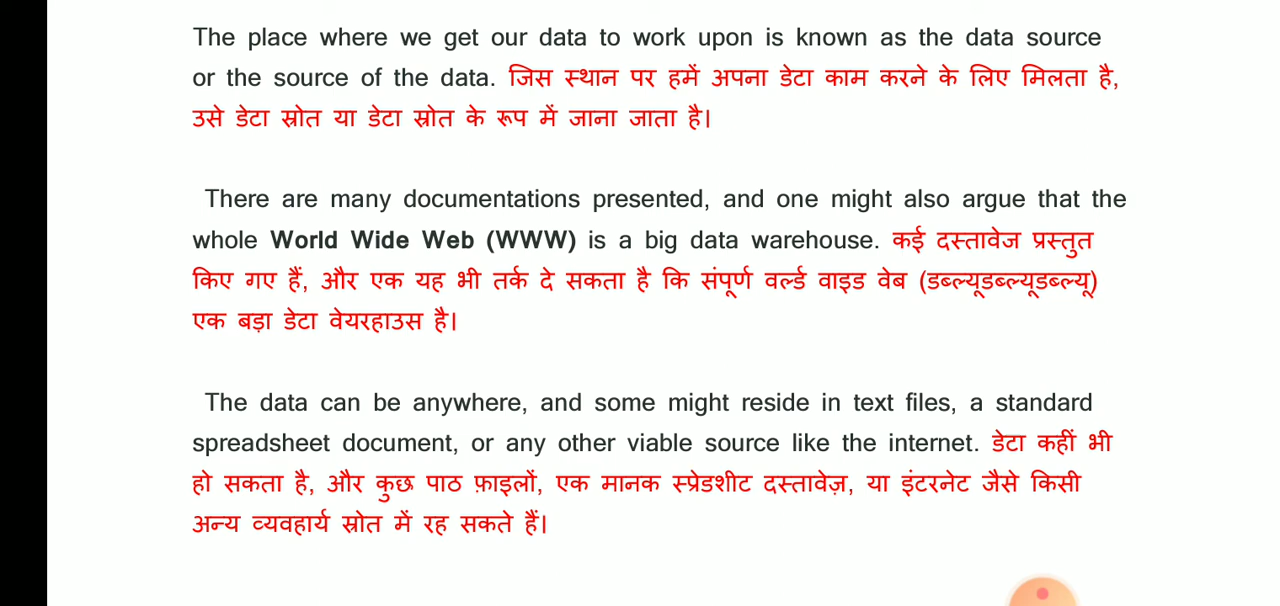 The place where we get our data to work upon is known as the data source
or the source of the data. जिस स्थान पर हमें अपना डेटा काम करने के लिए मिलता है,
उसे डेटा स्रोत या डेटा स्रोत के रूप में जाना जाता है।
There are many documentations presented, and one might also argue that the
whole World Wide Web (WWW) is a big data warehouse. कई दस्तावेज प्रस्तुत
किए गए हैं, और एक यह भी तर्क दे सकता है कि संपूर्ण वर्ल्ड वाइड वेब (डब्ल्यूडब्ल्यूडब्ल्यू)
एक बड़ा डेटा वेयरहाउस है।
The data can be anywhere, and some might reside in text files, a standard
spreadsheet document, or any other viable source like the internet. डेटा कहीं भी
हो सकता है, और कुछ पाठ फ़ाइलों, एक मानक स्प्रेडशीट दस्तावेज़, या इंटरनेट जैसे किसी
अन्य व्यवहार्य स्रोत में रह सकते हैं।